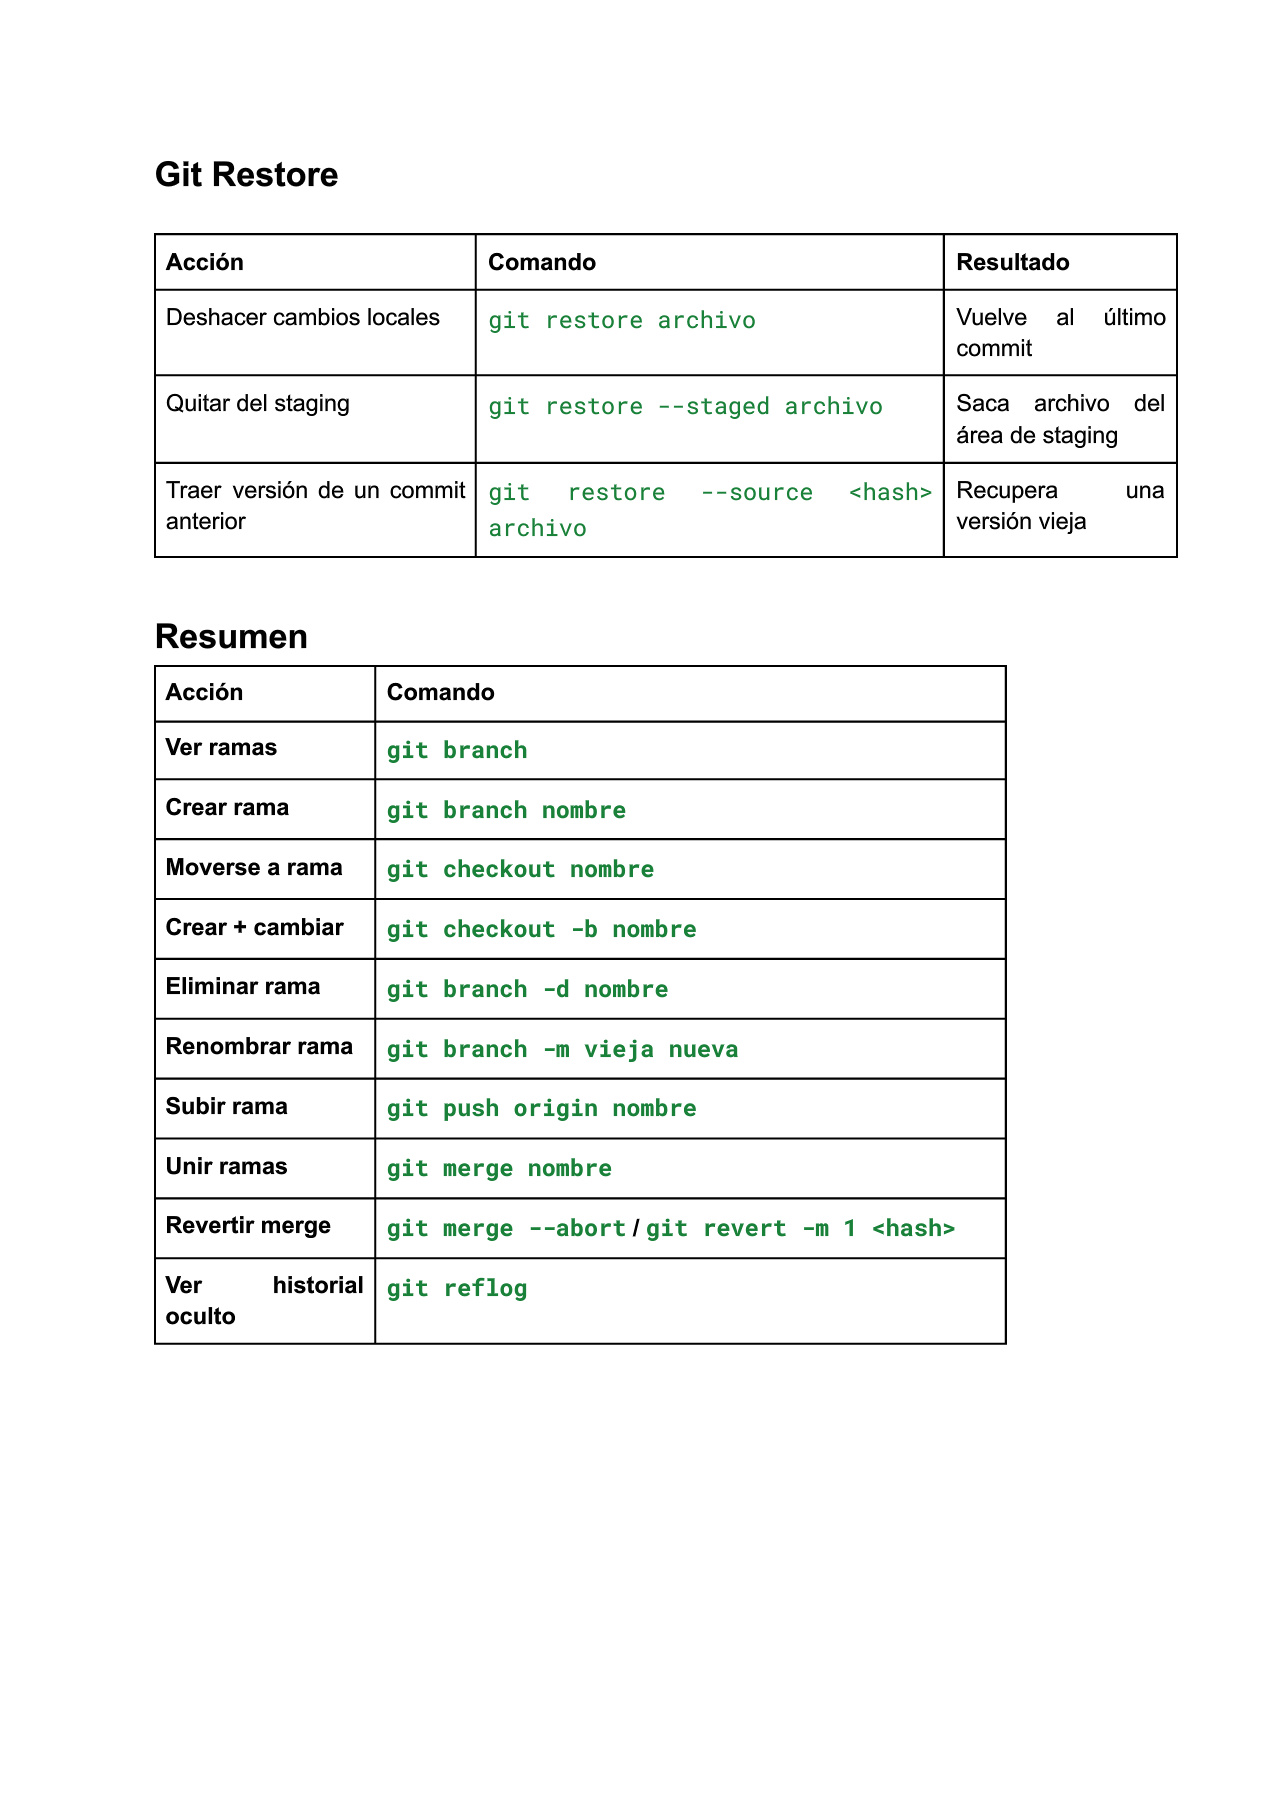 Git Restore
Acción Comando Resultado
Deshacer cambios locales git restore archivo Vuelve al último
commit
Quitar del staging git restore --staged archivo Saca archivo del
área de staging
Traer versión de un commit git restore --source <hash> Recupera una
anterior archivo versión vieja
Resumen
Acción Comando
Ver ramas git branch
Crear rama git branch nombre
Moverse a rama git checkout nombre
Crear + cambiar git checkout -b nombre
Eliminar rama git branch -d nombre
Renombrar rama git branch -m vieja nueva
Subir rama git push origin nombre
Unir ramas git merge nombre
Revertir merge git merge --abort / git revert -m 1 <hash>
Ver historial git reflog
oculto